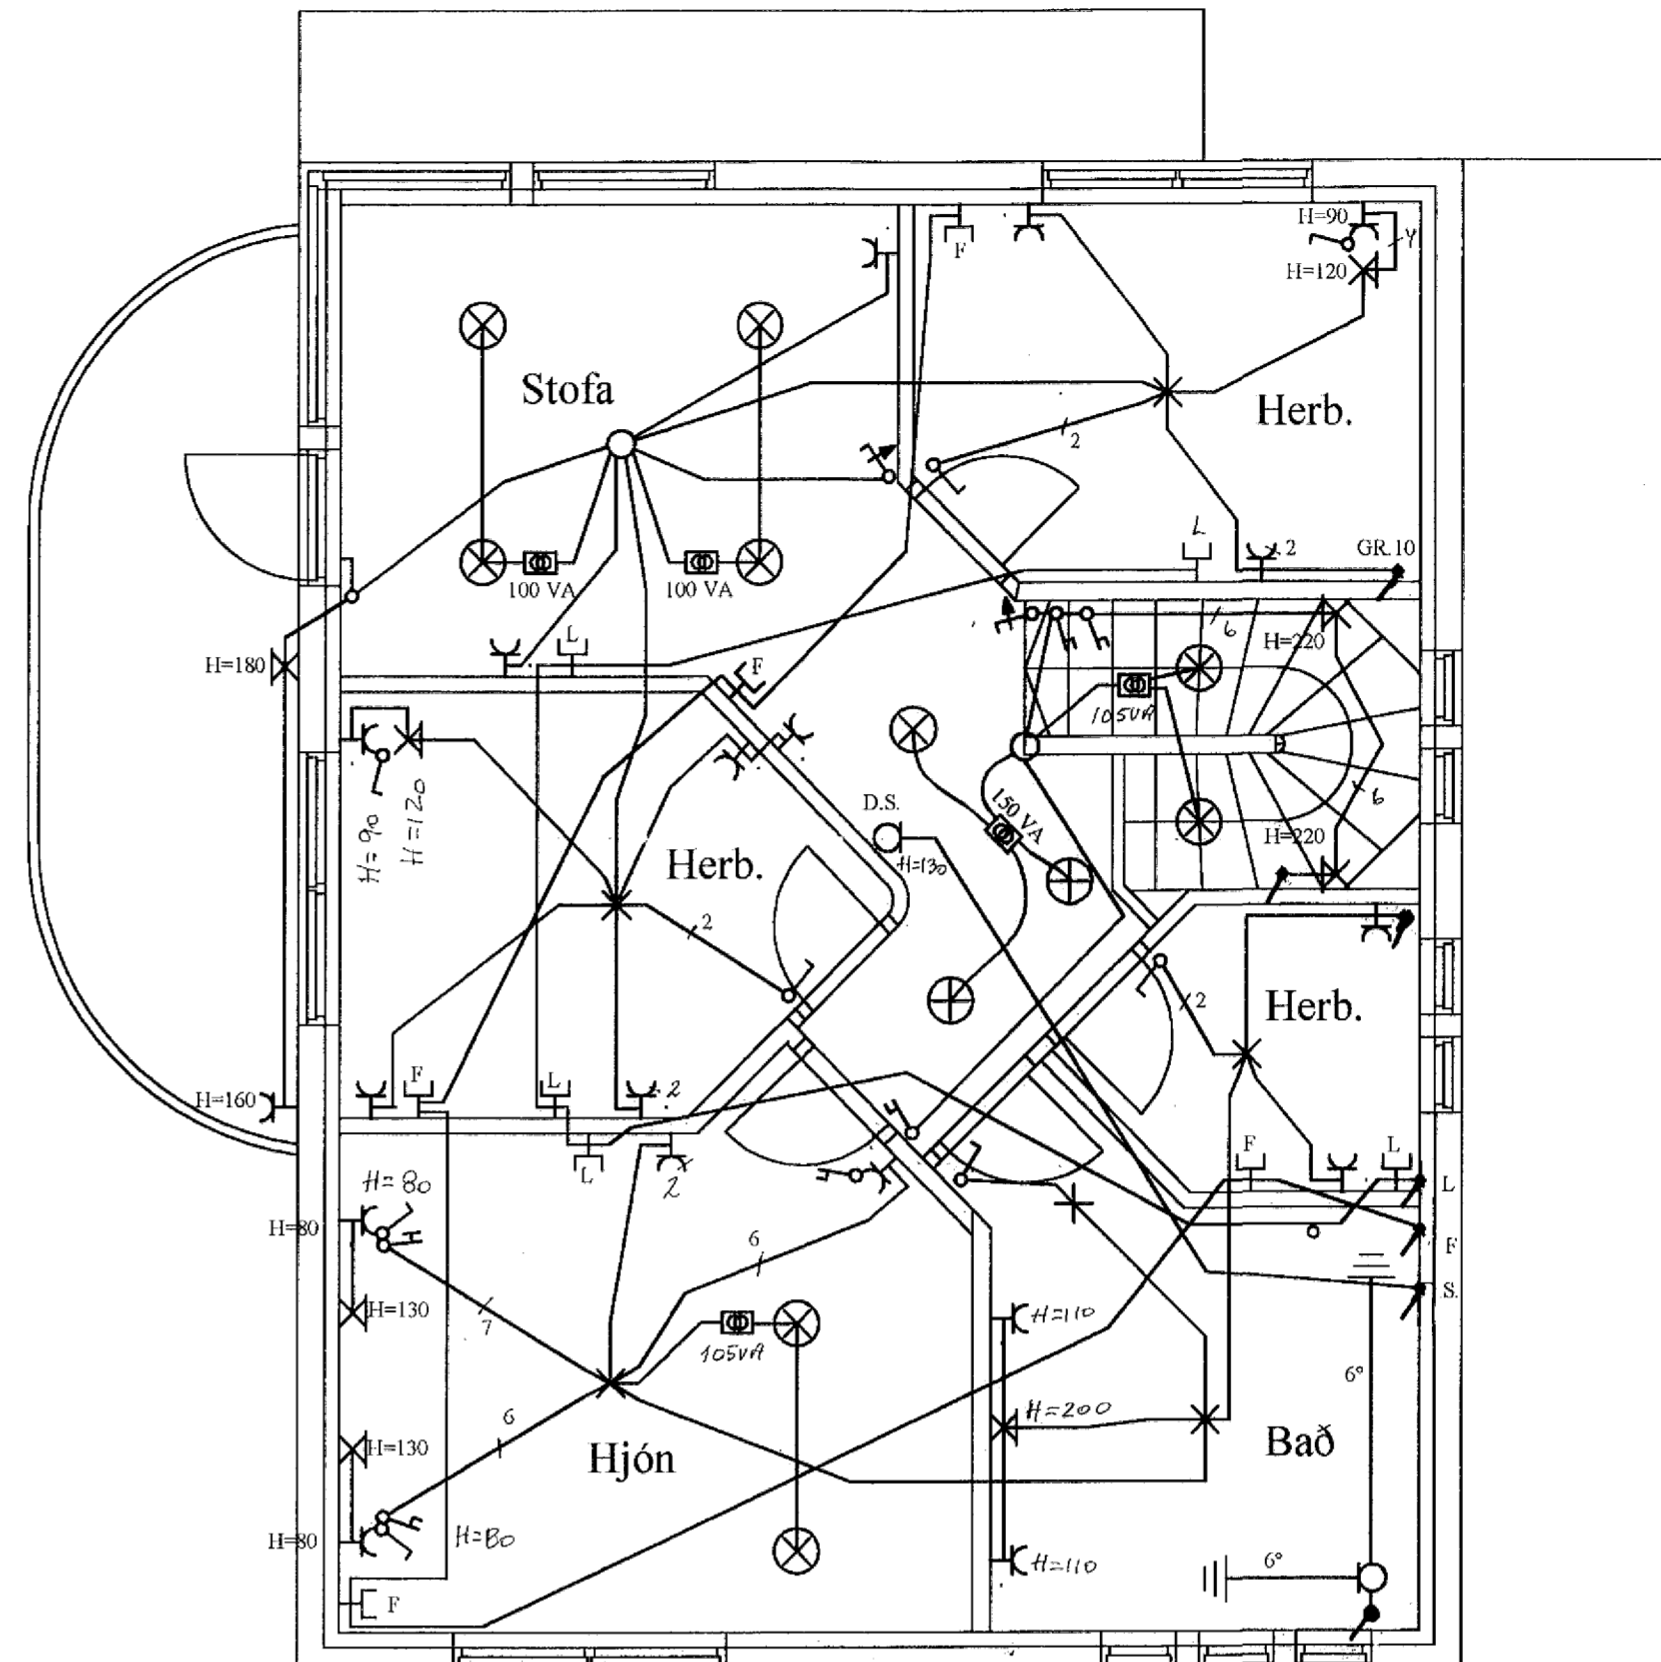 H=90
4
F
H=120
Stofa
Herb.
2
L
2
GR.10
100 VA
100 VA
6
H=220
L
H=180
F
105VA
150 VA
D.S.
H=130
6
H=220
H=90
H=120
Herb.
2
Herb.
2
F
L
2
H=160
L
2
F
L
L
H=80
H=80
F
6
S.
H=130
7
H=110
105VA
6°
H=200
6
H=130
Hjón
Bað
H=80
H=80
H=110
6°
F